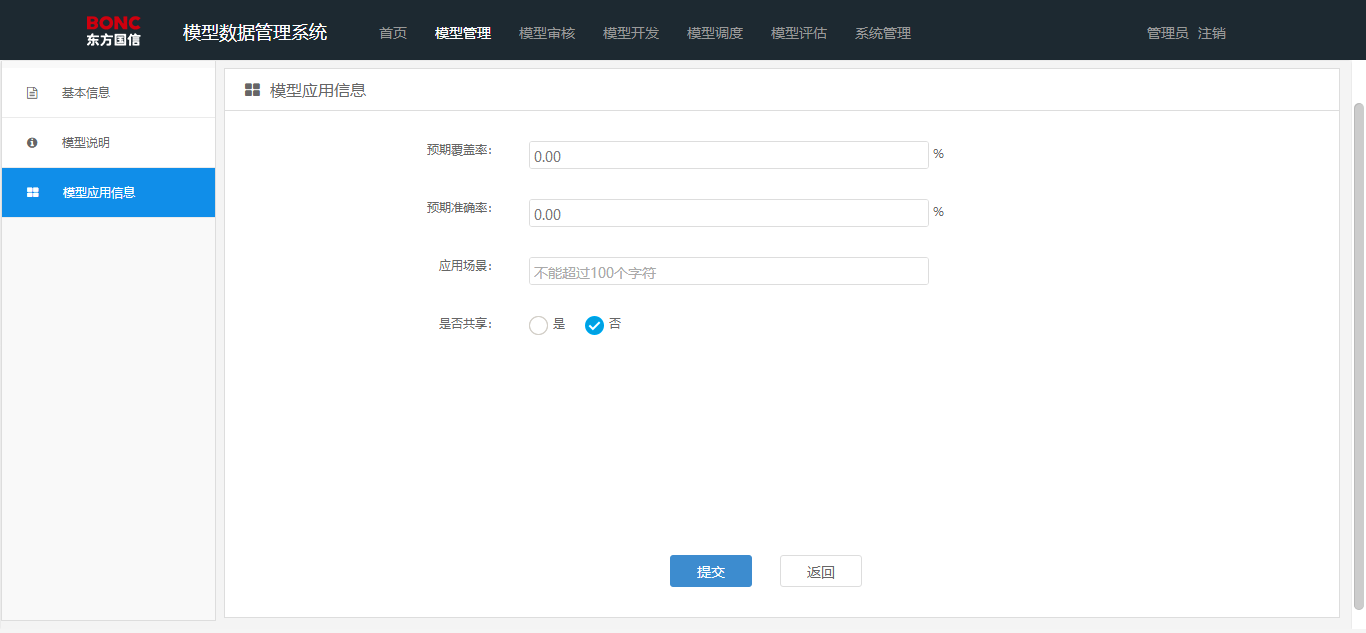 BONC
东方国信
模型数据管理系统
首页 模型管理 模型审核 模型开发 模型调度 模型评估 系统管理
管理员 注销
基本信息
模型说明
模型应用信息
模型应用信息
预期覆盖率: 0.00 %
预期准确率: 0.00 %
应用场景: 不能超过100个字符
是否共享: 是 否
提交 返回